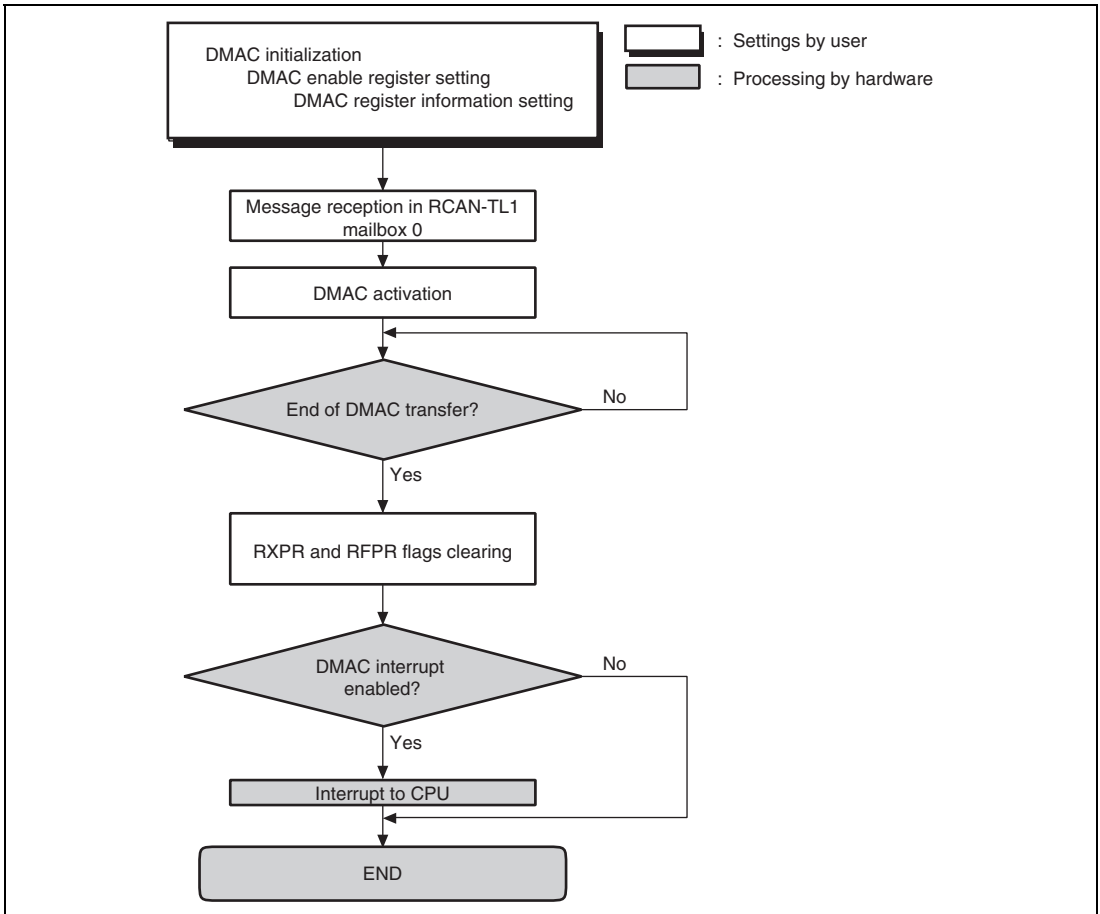 DMAC initialization
DMAC enable register setting
DMAC register information setting
: Settings by user
: Processing by hardware
Message reception in RCAN-TL1
mailbox 0
DMAC activation
End of DMAC transfer?
No
Yes
RXPR and RFPR flags clearing
DMAC interrupt
enabled?
No
Yes
Interrupt to CPU
END